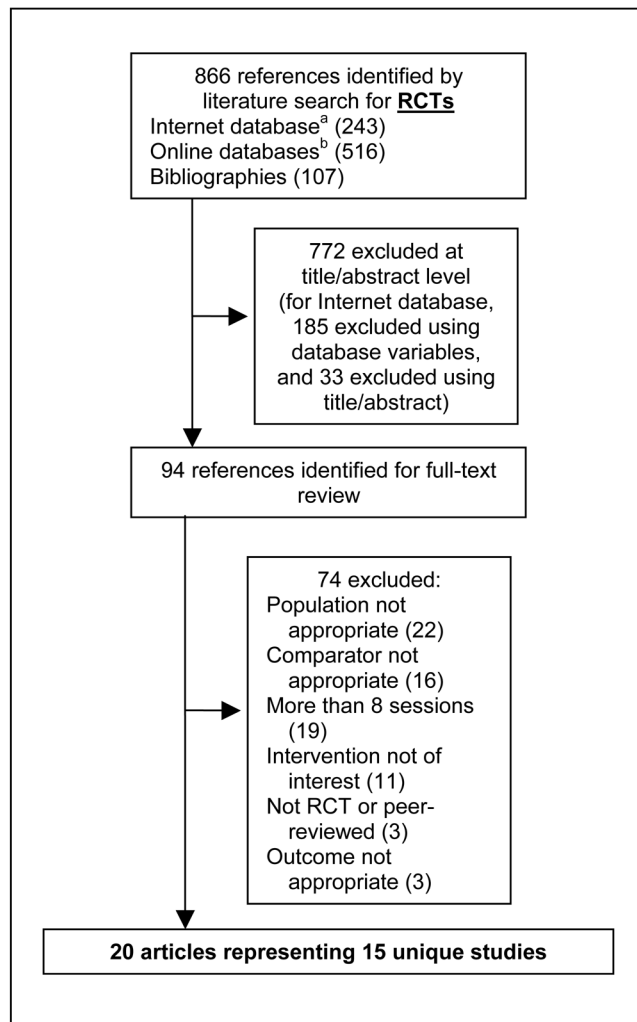 866 references identified by
literature search for RCTs
Internet databaseᵃ (243)
Online databasesᵇ (516)
Bibliographies (107)
772 excluded at
title/abstract level
(for Internet database,
185 excluded using
database variables,
and 33 excluded using
title/abstract)
94 references identified for full-text
review
74 excluded:
Population not
appropriate (22)
Comparator not
appropriate (16)
More than 8 sessions
(19)
Intervention not of
interest (11)
Not RCT or peer-
reviewed (3)
Outcome not
appropriate (3)
20 articles representing 15 unique studies